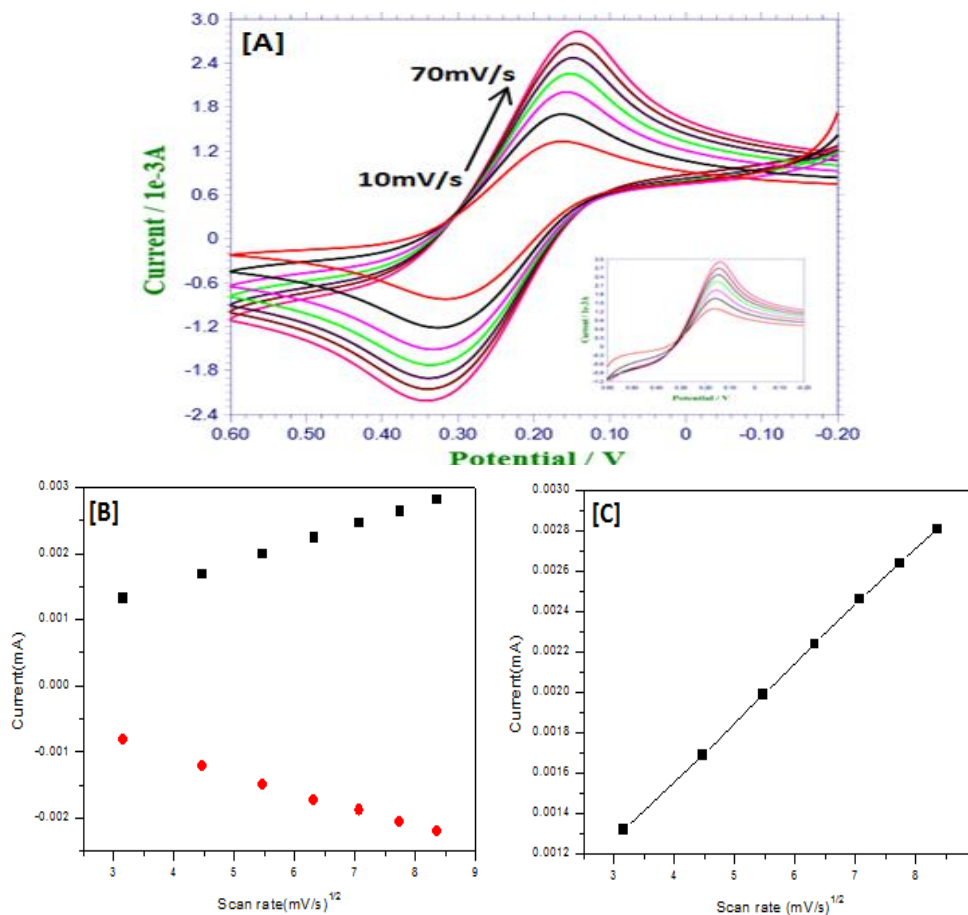 [A]
3.0
2.4
1.8
1.2
0.6
0
-0.6
-1.2
-1.8
-2.4
Current / 1e-3A
70mV/s
10mV/s
0.60 0.50 0.40 0.30 0.20 0.10 0 -0.10 -0.20
Potential / V
Current / 1e-3A
Potential / V
[B]
0.003
0.002
0.001
0.000
-0.001
-0.002
Current(mA)
3 4 5 6 7 8 9
Scan rate(mV/s)1/2
[C]
0.0030
0.0028
0.0026
0.0024
0.0022
0.0020
0.0018
0.0016
0.0014
0.0012
Current(mA)
3 4 5 6 7 8
Scan rate (mV/s)1/2